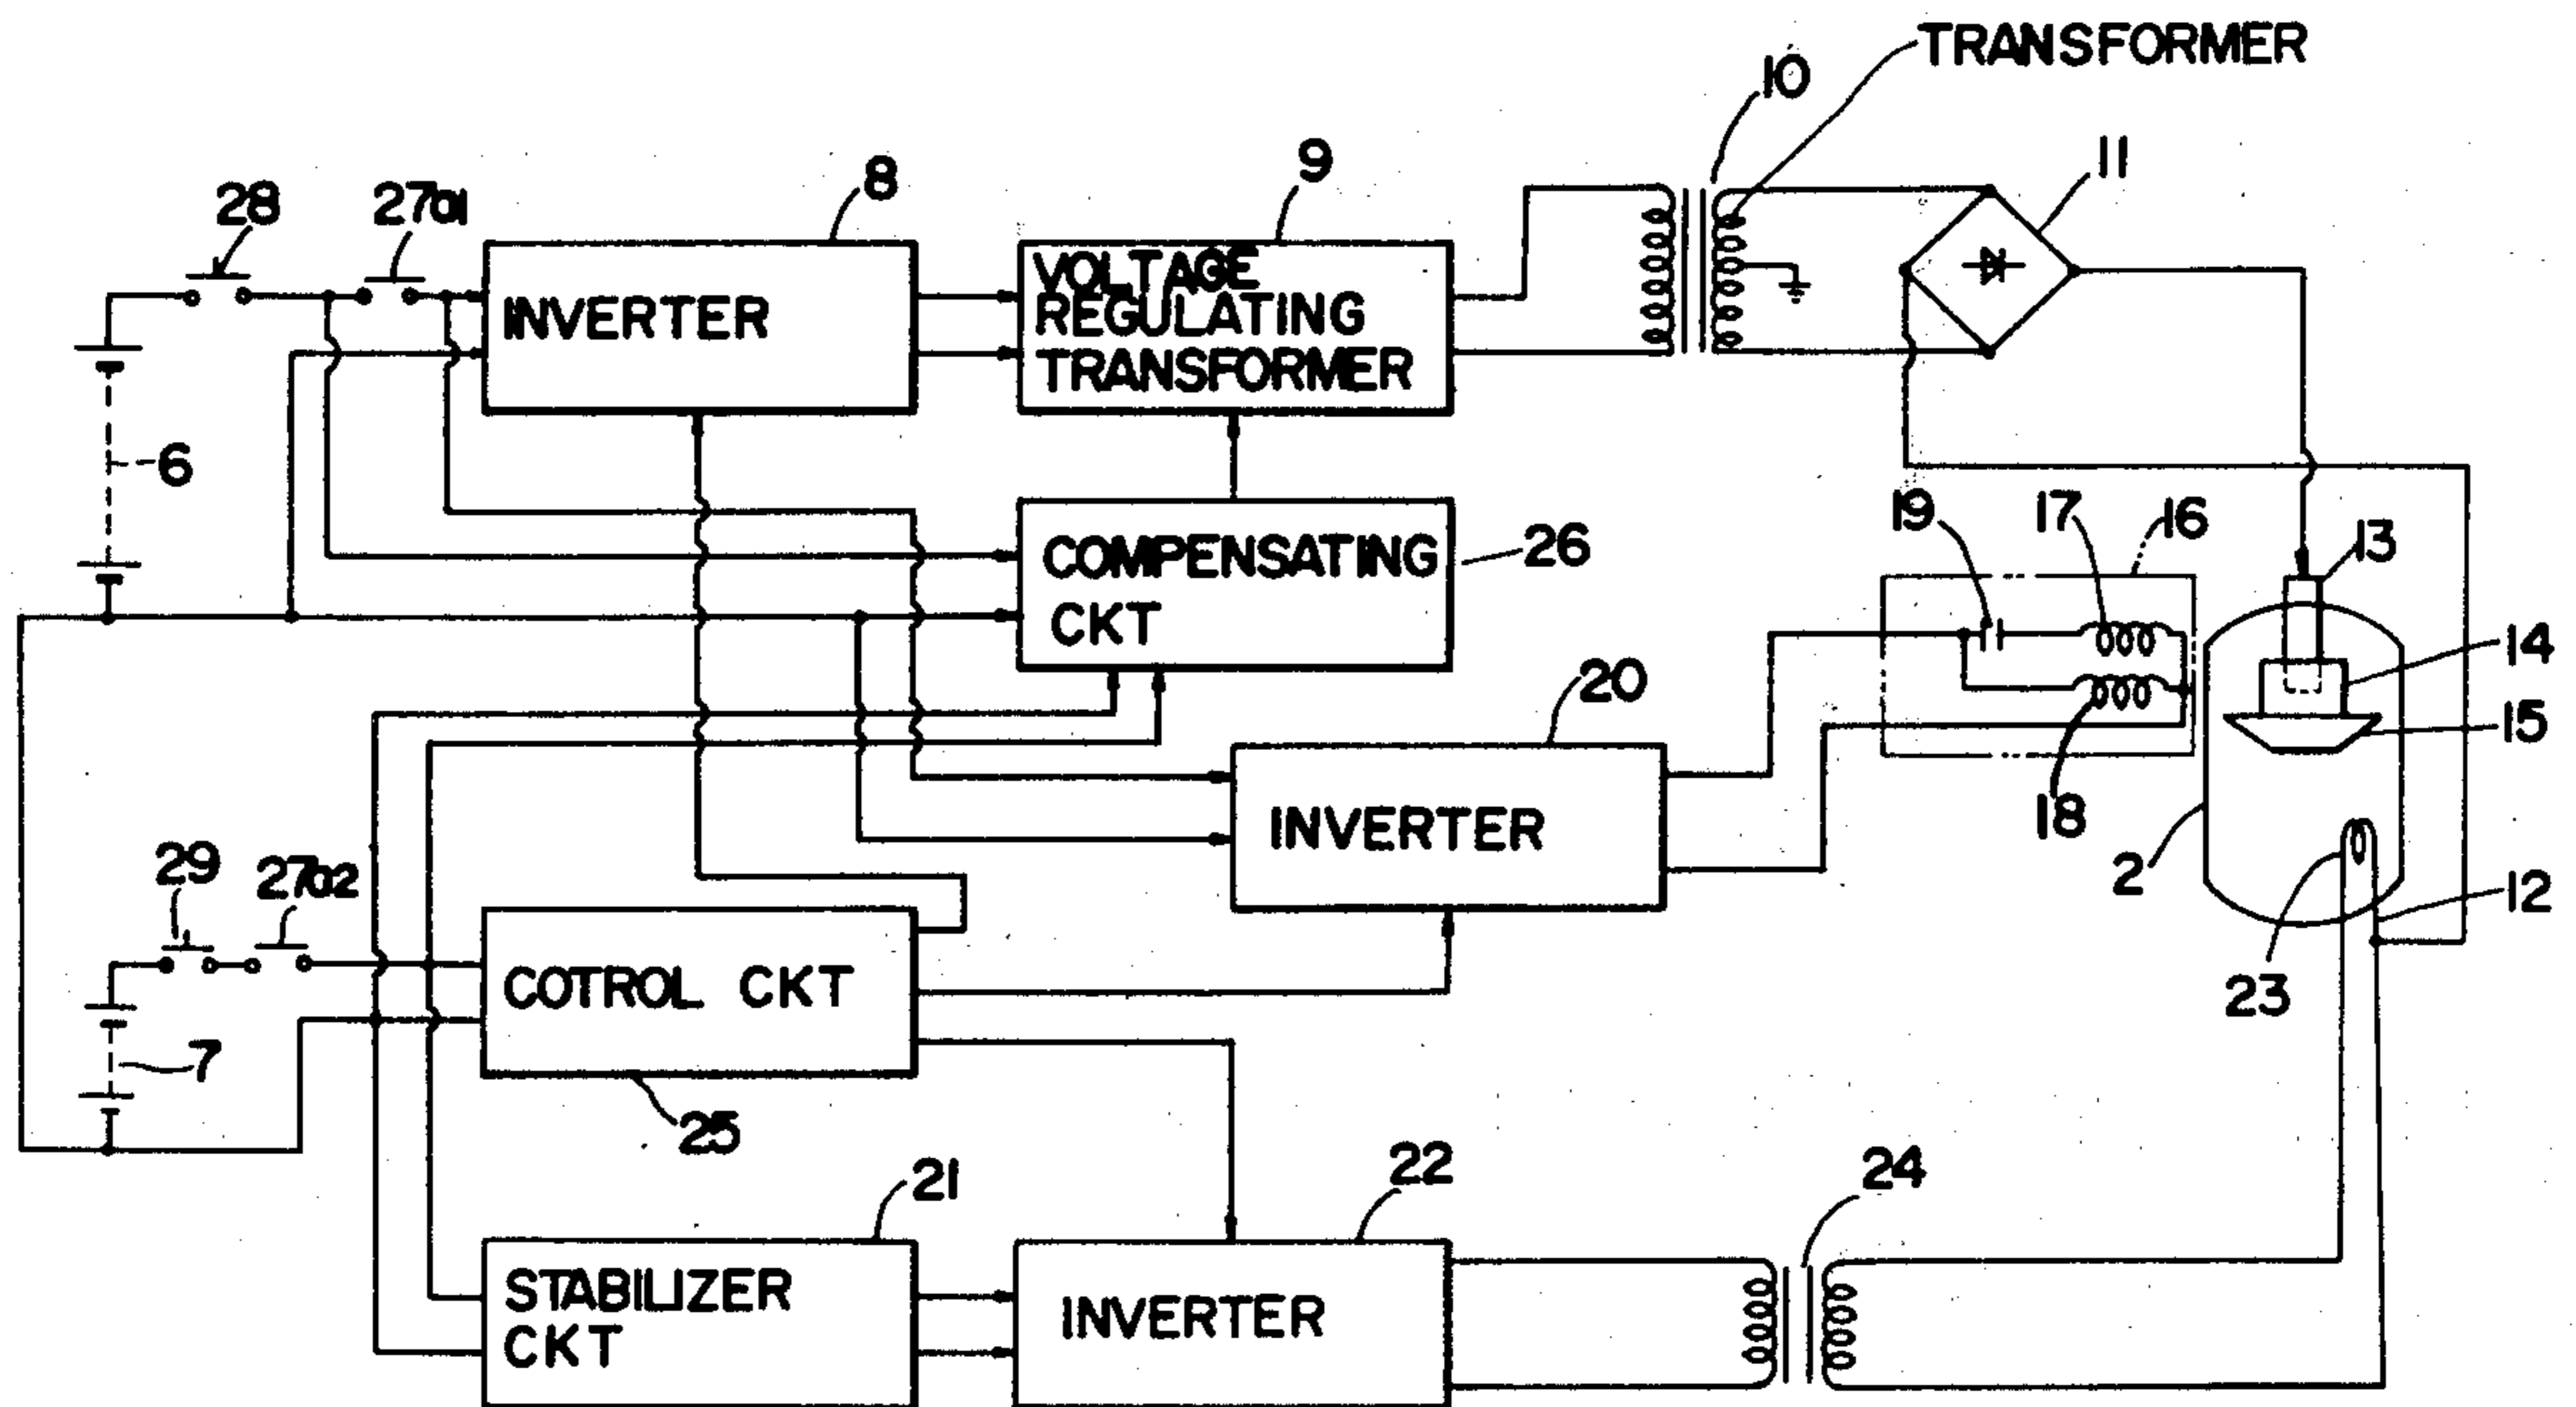 TRANSFORMER
10
11
9
8
28
27a1
INVERTER
VOLTAGE
REGULATING
TRANSFORMER
6
19
17
16
13
COMPENSATING
CKT
26
14
20
15
18
INVERTER
2
12
29
27a2
23
COTROL CKT
7
25
21
22
24
STABILIZER
CKT
INVERTER